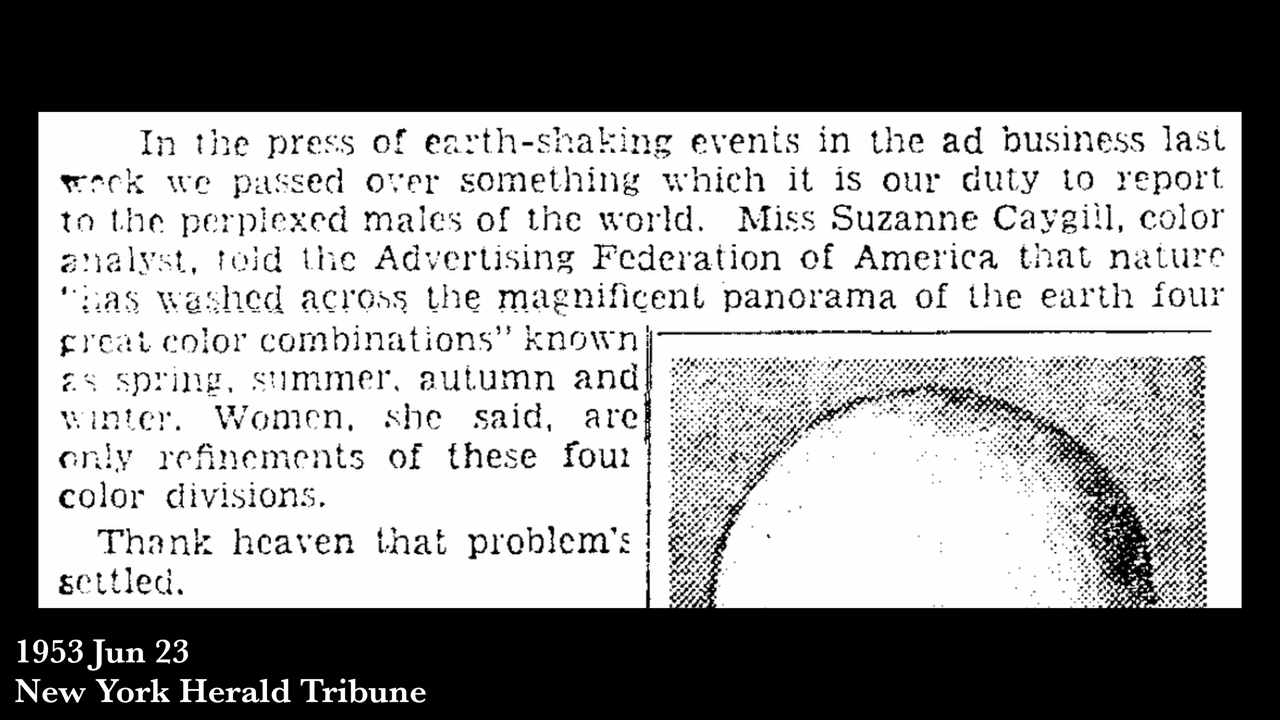 In the press of earth-shaking events in the ad business last
week we passed over something which it is our duty to report
to the perplexed males of the world. Miss Suzanne Caygill, color
analyst, told the Advertising Federation of America that nature
"has washed across the magnificent panorama of the earth four
great color combinations" known
as spring, summer, autumn and
winter. Women, she said, are
only refinements of these four
color divisions.
Thank heaven that problem's
settled.
1953 Jun 23
New York Herald Tribune